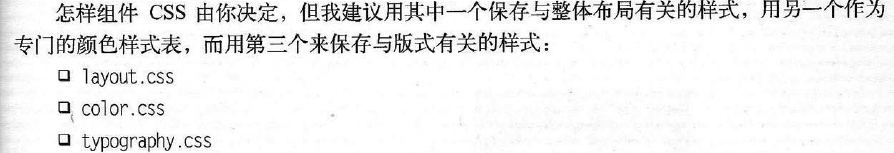 怎样组件 CSS 由你决定，但我建议用其中一个保存与整体布局有关的样式，用另一个作为
专门的颜色样式表，而用第三个来保存与版式有关的样式：
❑ layout.css
❑ color.css
❑ typography.css